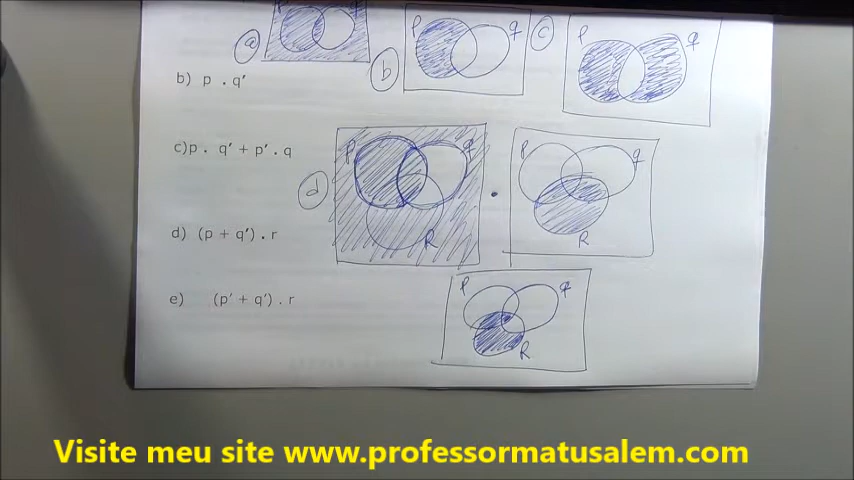 p q
a
p q
b
p q
c
b) p . q'
c)p . q' + p' . q
p q R
d
p q R
d) (p + q') . r
e) (p' + q') . r
p q R
Visite meu site www.professormatusalem.com